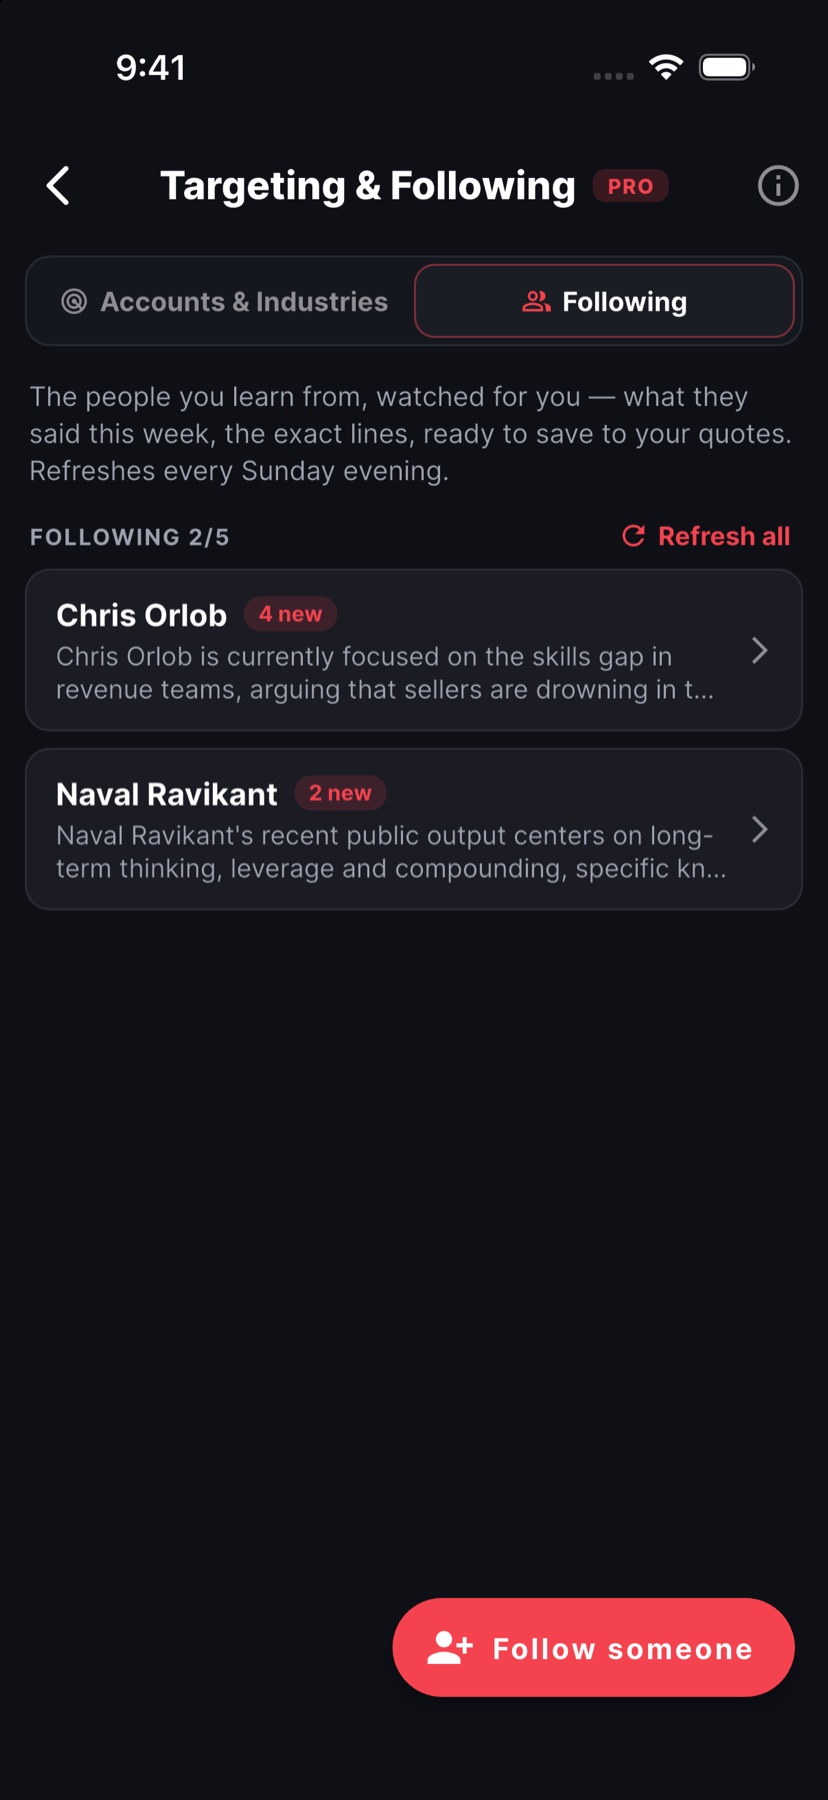 9:41
Targeting & Following PRO
Accounts & Industries
Following
The people you learn from, watched for you — what they
said this week, the exact lines, ready to save to your quotes.
Refreshes every Sunday evening.
FOLLOWING 2/5
Refresh all
Chris Orlob 4 new
Chris Orlob is currently focused on the skills gap in
revenue teams, arguing that sellers are drowning in t...
Naval Ravikant 2 new
Naval Ravikant's recent public output centers on long-
term thinking, leverage and compounding, specific kn...
Follow someone